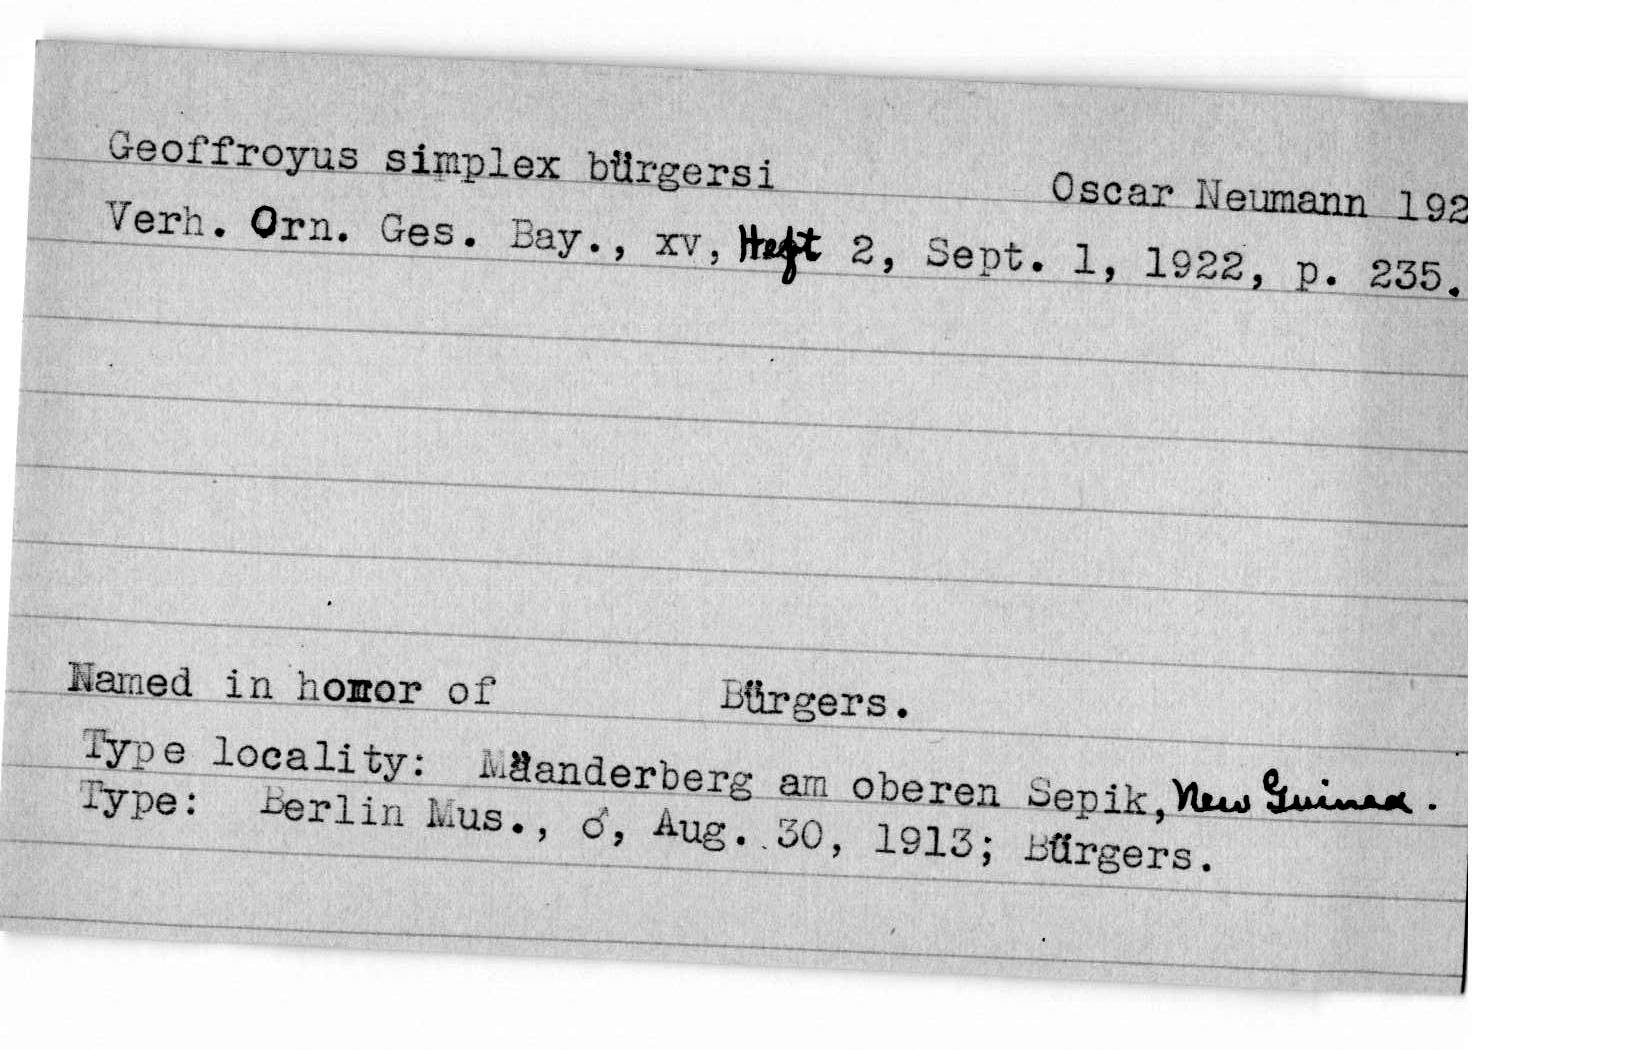 Geoffroyus simplex bürgersi Oscar Neumann 192
Verh. Orn. Ges. Bay., xv, Heft 2, Sept. 1, 1922, p. 235.
Named in honor of Bürgers.
Type locality: Mäanderberg am oberen Sepik, New Guinea.
Type: Berlin Mus., ♂, Aug. 30, 1913; Bürgers.